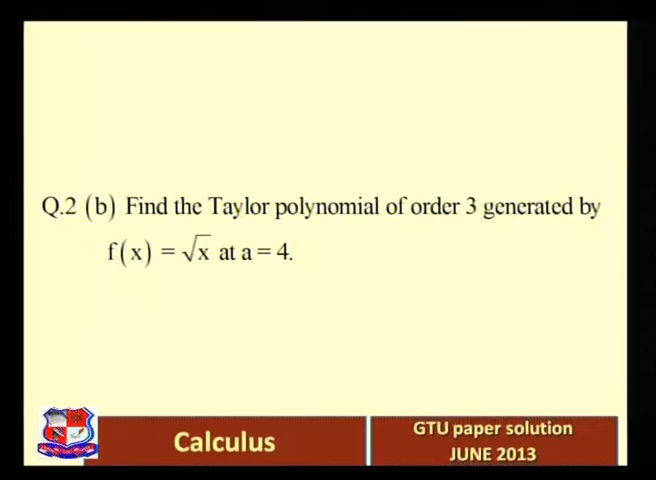 Q.2 (b) Find the Taylor polynomial of order 3 generated by
f(x) = √x at a = 4.
Calculus
GTU paper solution
JUNE 2013